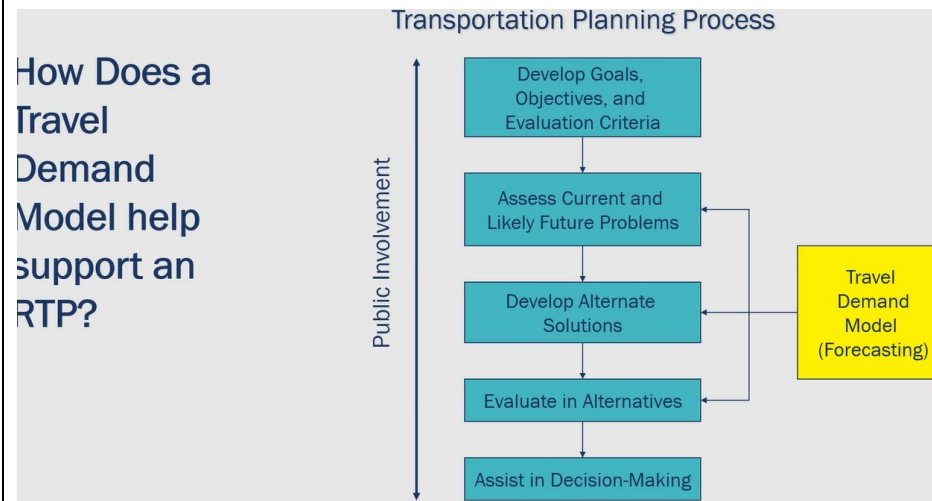 Transportation Planning Process
How Does a
Travel
Demand
Model help
support an
RTP?
Public Involvement
Develop Goals,
Objectives, and
Evaluation Criteria
Assess Current and
Likely Future Problems
Develop Alternate
Solutions
Evaluate in Alternatives
Assist in Decision-Making
Travel
Demand
Model
(Forecasting)